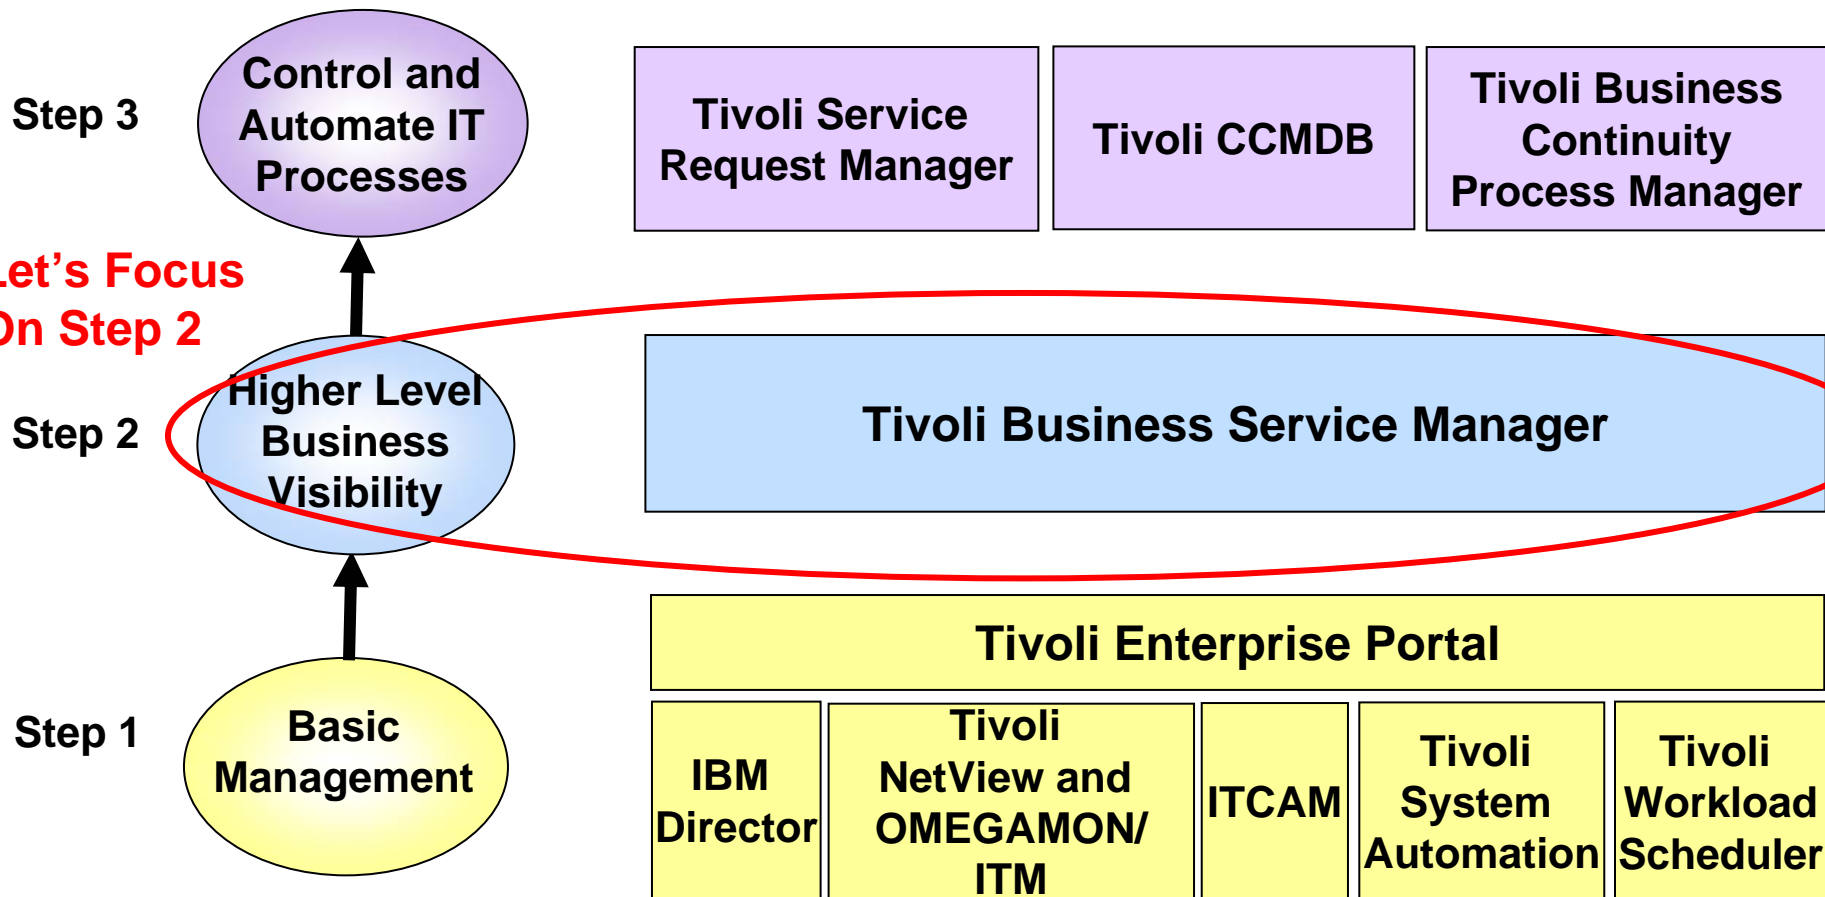 Step 3
Control and
Automate IT
Processes
Tivoli Service
Request Manager
Tivoli CCMDB
Tivoli Business
Continuity
Process Manager
Let's Focus
On Step 2
Step 2
Higher Level
Business
Visibility
Tivoli Business Service Manager
Step 1
Basic
Management
Tivoli Enterprise Portal
IBM
Director
Tivoli
NetView and
OMEGAMON/
ITM
ITCAM
Tivoli
System
Automation
Tivoli
Workload
Scheduler